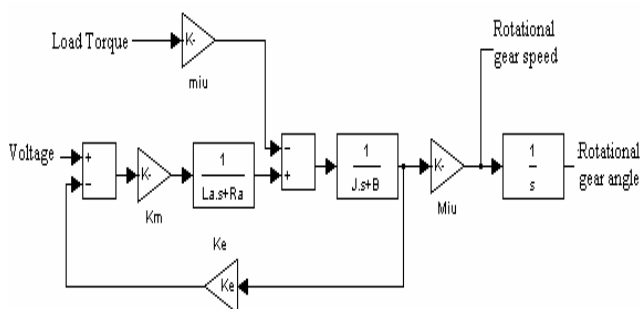 Rotational
gear speed
Load Torque
K-
miu
Voltage
+
−
K-
Km
1
La.s+Ra
−
+
1
J.s+B
K-
Miu
1
s
Rotational
gear angle
Ke
Ke